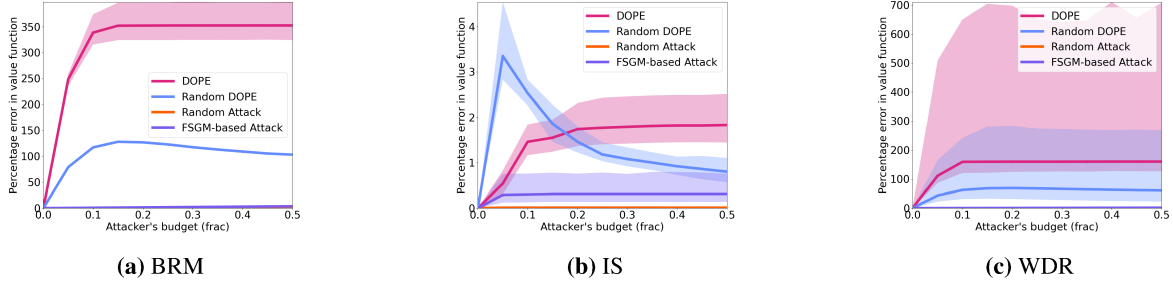 Percentage error in value function
350
300
250
200
150
100
50
0
0.0 0.1 0.2 0.3 0.4 0.5
Attacker's budget (frac)
DOPE
Random DOPE
Random Attack
FSGM-based Attack
(a) BRM
Percentage error in value function
4
3
2
1
0
0.0 0.1 0.2 0.3 0.4 0.5
Attacker's budget (frac)
DOPE
Random DOPE
Random Attack
FSGM-based Attack
(b) IS
Percentage error in value function
700
600
500
400
300
200
100
0
0.0 0.1 0.2 0.3 0.4 0.5
Attacker's budget (frac)
DOPE
Random DOPE
Random Attack
FSGM-based Attack
(c) WDR